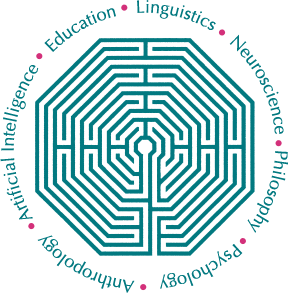 Artificial Intelligence • Education • Linguistics • Neuroscience • Philosophy • Psychology • Anthropology •